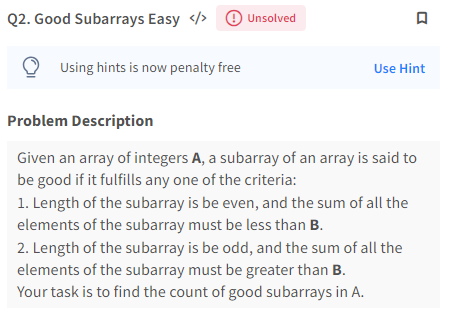 Q2. Good Subarrays Easy </> Unsolved
Using hints is now penalty free Use Hint
Problem Description
Given an array of integers A, a subarray of an array is said to
be good if it fulfills any one of the criteria:
1. Length of the subarray is be even, and the sum of all the
elements of the subarray must be less than B.
2. Length of the subarray is be odd, and the sum of all the
elements of the subarray must be greater than B.
Your task is to find the count of good subarrays in A.